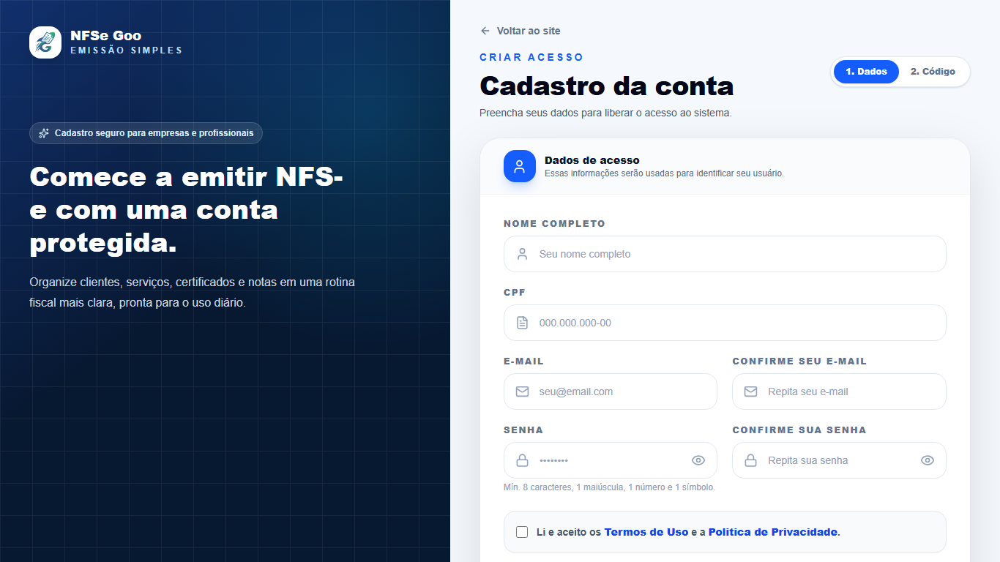 NFSe Goo
EMISSÃO SIMPLES
Cadastro seguro para empresas e profissionais
Comece a emitir NFS-
e com uma conta
protegida.
Organize clientes, serviços, certificados e notas em uma rotina
fiscal mais clara, pronta para o uso diário.
Voltar ao site
CRIAR ACESSO
Cadastro da conta
Preencha seus dados para liberar o acesso ao sistema.
1. Dados
2. Código
Dados de acesso
Essas informações serão usadas para identificar seu usuário.
NOME COMPLETO
Seu nome completo
CPF
000.000.000-00
E-MAIL
seu@email.com
CONFIRME SEU E-MAIL
Repita seu e-mail
SENHA
••••••••
Mín. 8 caracteres, 1 maiúscula, 1 número e 1 símbolo.
CONFIRME SUA SENHA
Repita sua senha
Li e aceito os Termos de Uso e a Política de Privacidade.